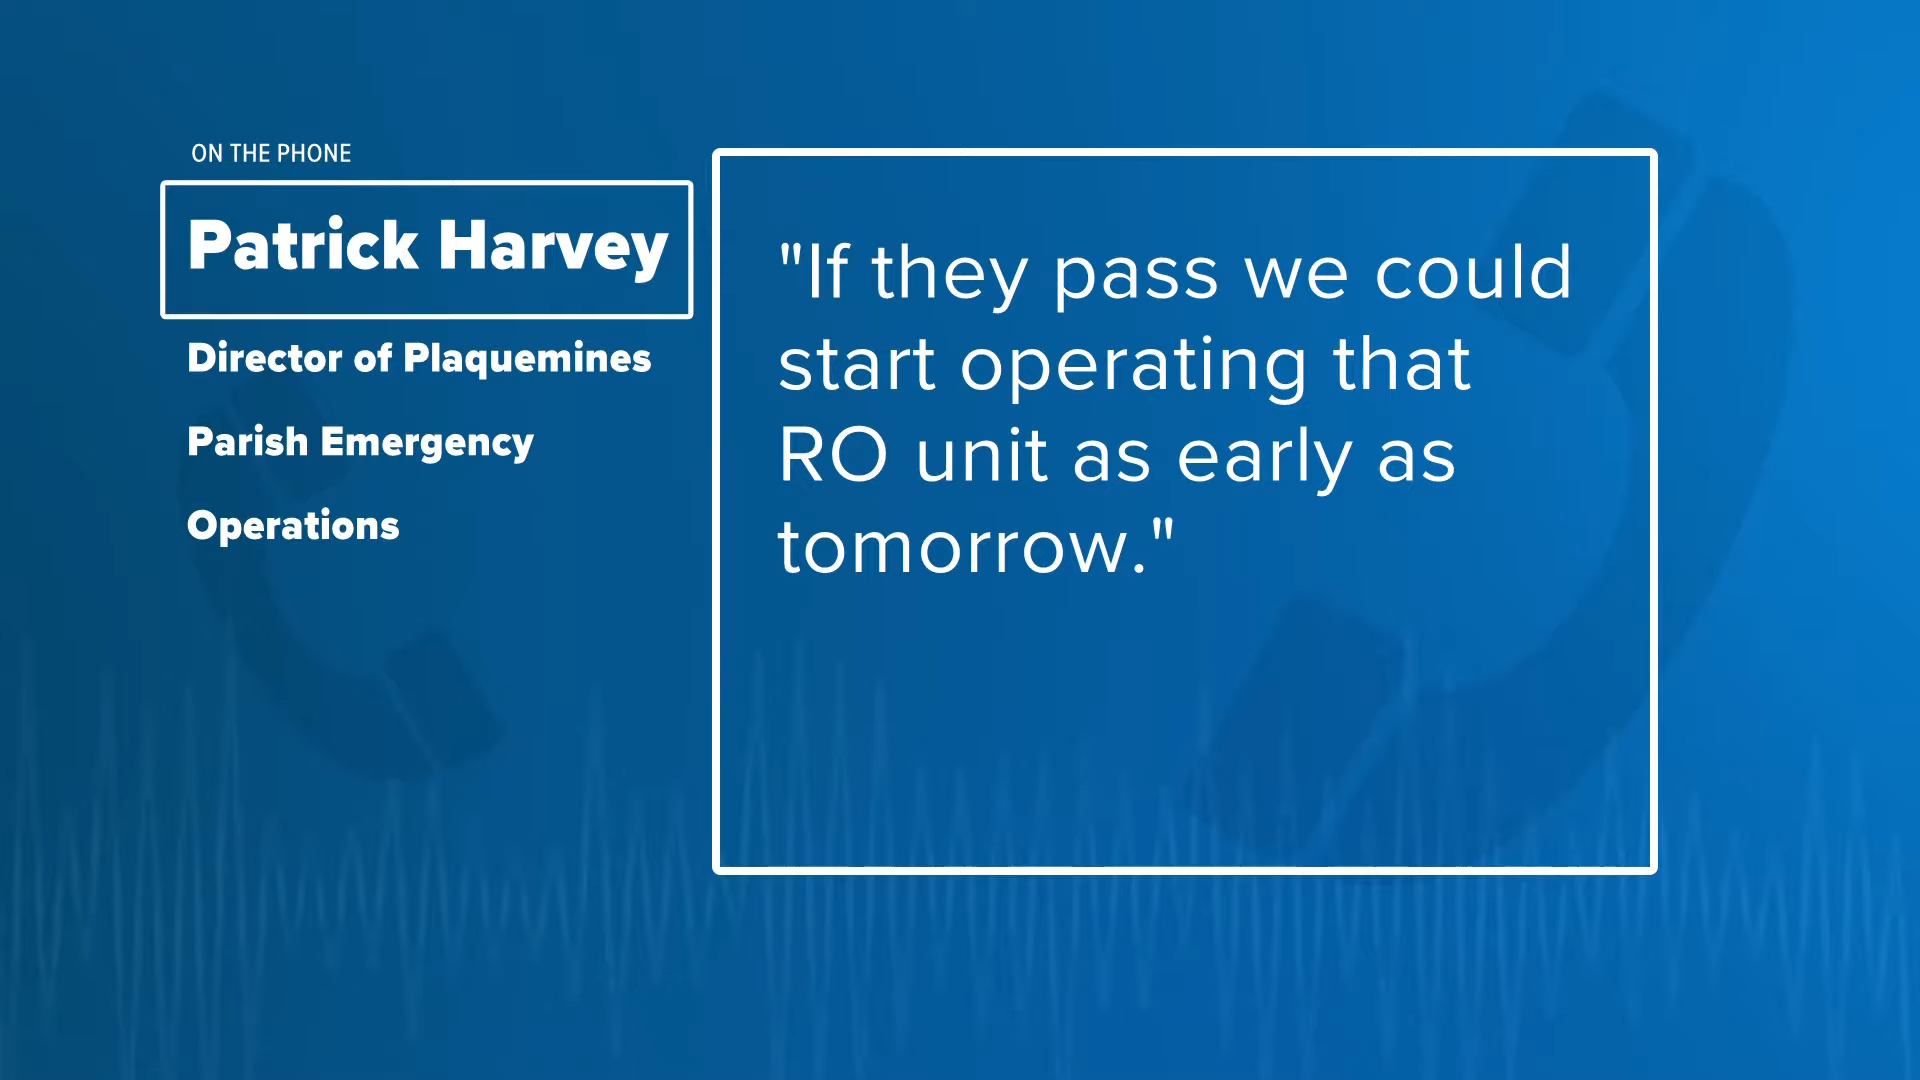 ON THE PHONE
Patrick Harvey
Director of Plaquemines
Parish Emergency
Operations
"If they pass we could
start operating that
RO unit as early as
tomorrow."